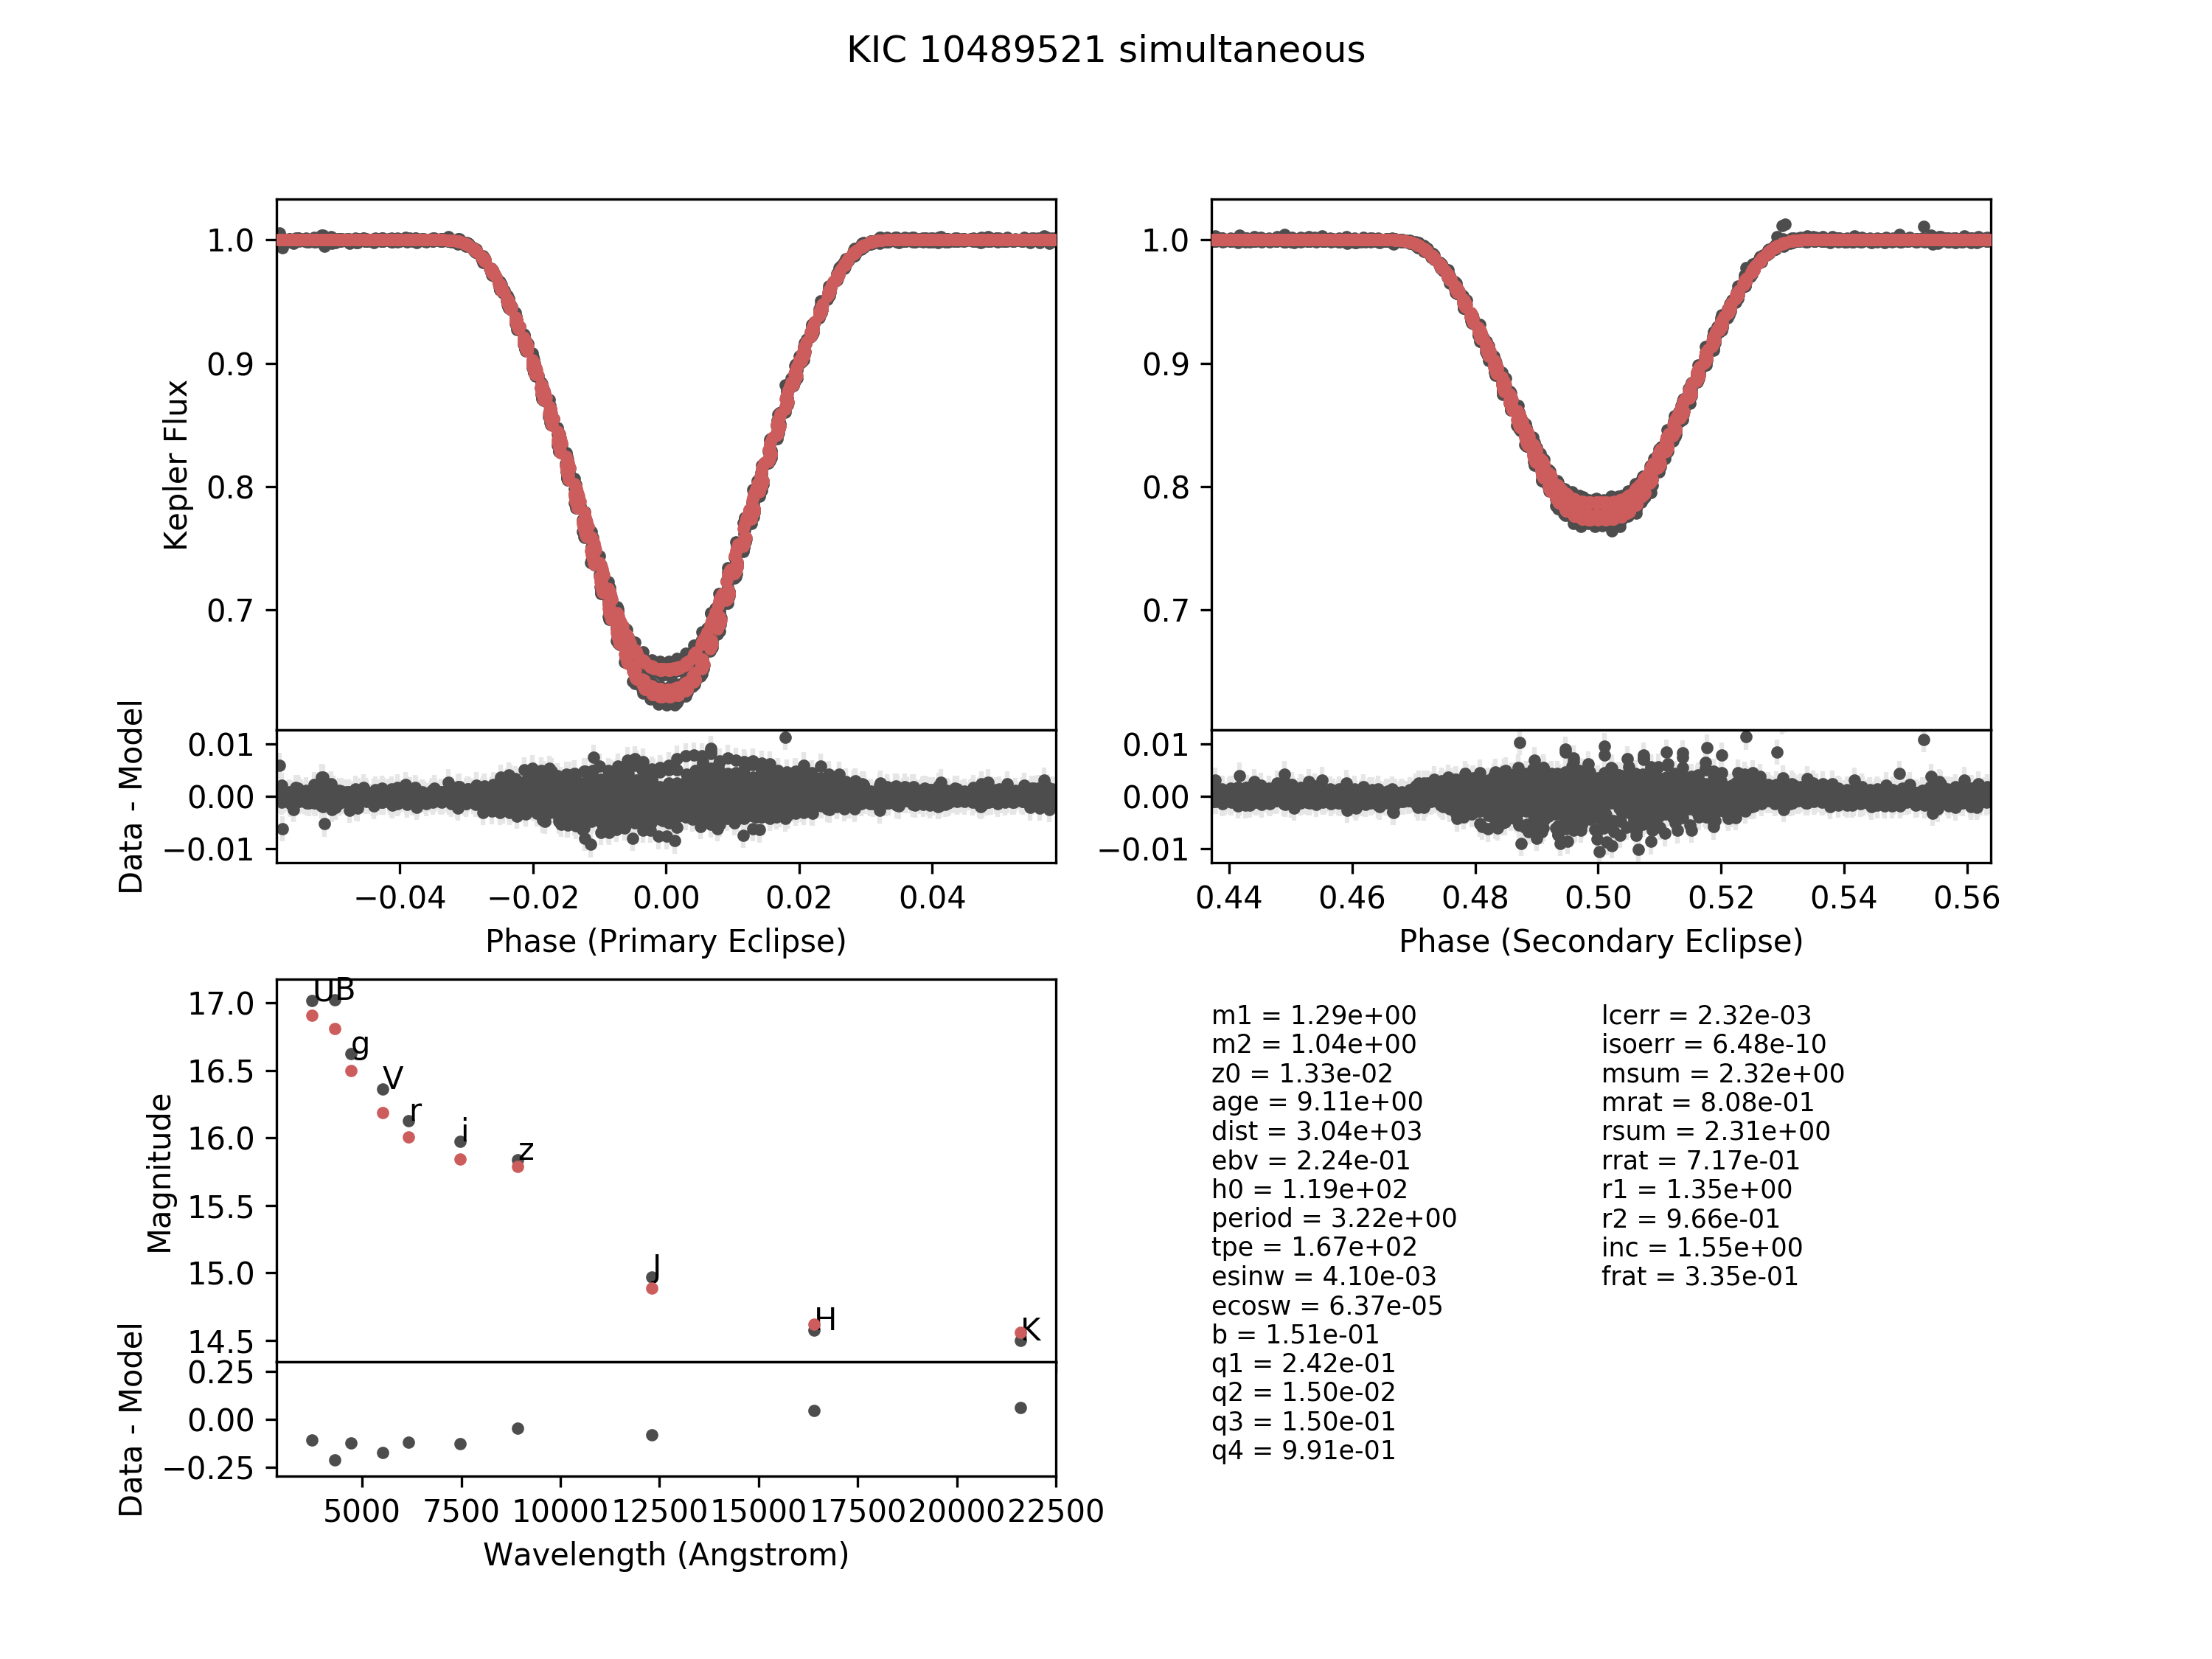 KIC 10489521 simultaneous
Kepler Flux
1.0
0.9
0.8
0.7
1.0
0.9
0.8
0.7
Data - Model
0.01
0.00
−0.01
0.01
0.00
−0.01
−0.04 −0.02 0.00 0.02 0.04
0.44 0.46 0.48 0.50 0.52 0.54 0.56
Phase (Primary Eclipse)
Phase (Secondary Eclipse)
Magnitude
17.0
16.5
16.0
15.5
15.0
14.5
U
B
g
V
r
i
z
J
H
K
Data - Model
0.25
0.00
−0.25
5000 7500 10000 12500 15000 17500 20000 22500
Wavelength (Angstrom)
m1 = 1.29e+00
m2 = 1.04e+00
z0 = 1.33e-02
age = 9.11e+00
dist = 3.04e+03
ebv = 2.24e-01
h0 = 1.19e+02
period = 3.22e+00
tpe = 1.67e+02
esinw = 4.10e-03
ecosw = 6.37e-05
b = 1.51e-01
q1 = 2.42e-01
q2 = 1.50e-02
q3 = 1.50e-01
q4 = 9.91e-01
lcerr = 2.32e-03
isoerr = 6.48e-10
msum = 2.32e+00
mrat = 8.08e-01
rsum = 2.31e+00
rrat = 7.17e-01
r1 = 1.35e+00
r2 = 9.66e-01
inc = 1.55e+00
frat = 3.35e-01